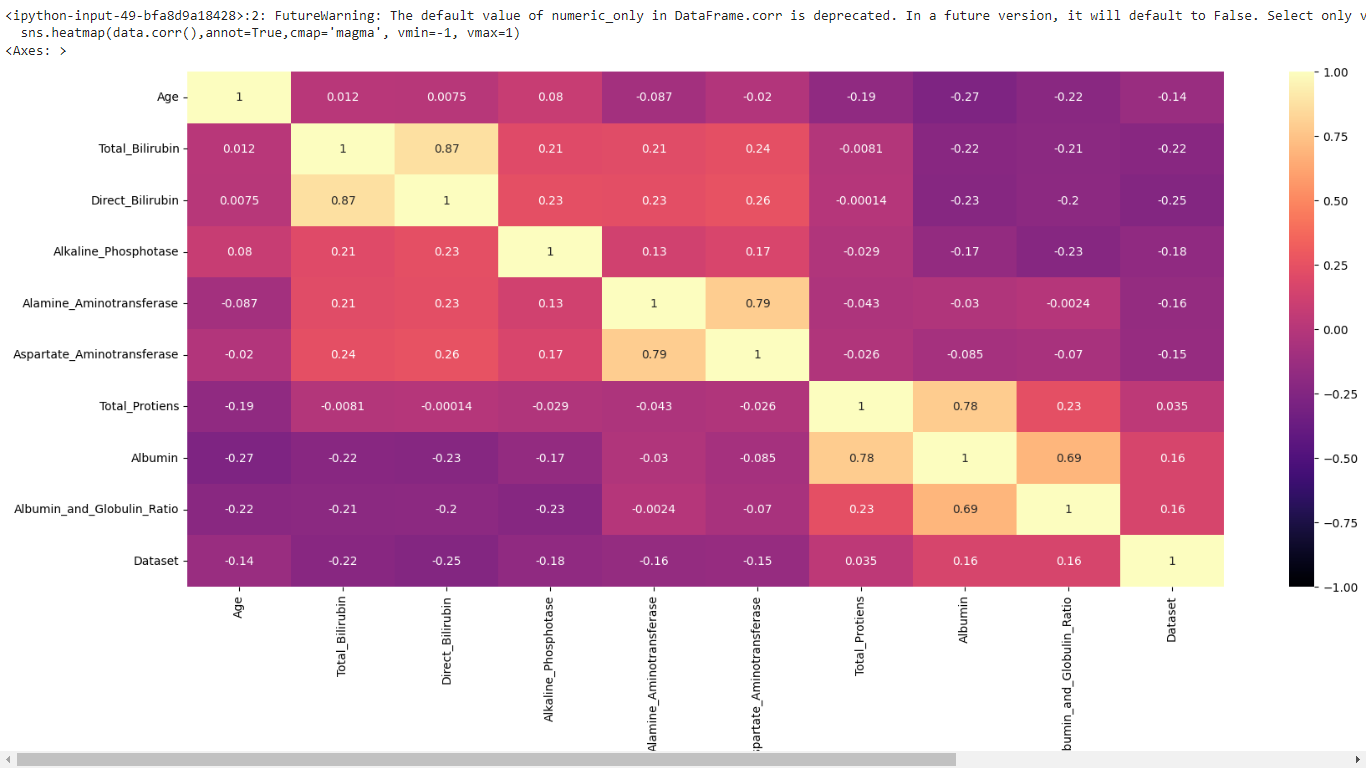 <ipython-input-49-bfa8d9a18428>:2: FutureWarning: The default value of numeric_only in DataFrame.corr is deprecated. In a future version, it will default to False. Select only
sns.heatmap(data.corr(),annot=True,cmap='magma', vmin=-1, vmax=1)
<Axes: >
Age 1 0.012 0.0075 0.08 -0.087 -0.02 -0.19 -0.27 -0.22 -0.14
Total_Bilirubin 0.012 1 0.87 0.21 0.21 0.24 -0.0081 -0.22 -0.21 -0.22
Direct_Bilirubin 0.0075 0.87 1 0.23 0.23 0.26 -0.00014 -0.23 -0.2 -0.25
Alkaline_Phosphotase 0.08 0.21 0.23 1 0.13 0.17 -0.029 -0.17 -0.23 -0.18
Alamine_Aminotransferase -0.087 0.21 0.23 0.13 1 0.79 -0.043 -0.03 -0.0024 -0.16
Aspartate_Aminotransferase -0.02 0.24 0.26 0.17 0.79 1 -0.026 -0.085 -0.07 -0.15
Total_Protiens -0.19 -0.0081 -0.00014 -0.029 -0.043 -0.026 1 0.78 0.23 0.035
Albumin -0.27 -0.22 -0.23 -0.17 -0.03 -0.085 0.78 1 0.69 0.16
Albumin_and_Globulin_Ratio -0.22 -0.21 -0.2 -0.23 -0.0024 -0.07 0.23 0.69 1 0.16
Dataset -0.14 -0.22 -0.25 -0.18 -0.16 -0.15 0.035 0.16 0.16 1
Age
Total_Bilirubin
Direct_Bilirubin
Alkaline_Phosphotase
Alamine_Aminotransferase
spartate_Aminotransferase
Total_Protiens
Albumin
bumin_and_Globulin_Ratio
Dataset
1.00
0.75
0.50
0.25
0.00
−0.25
−0.50
−0.75
−1.00